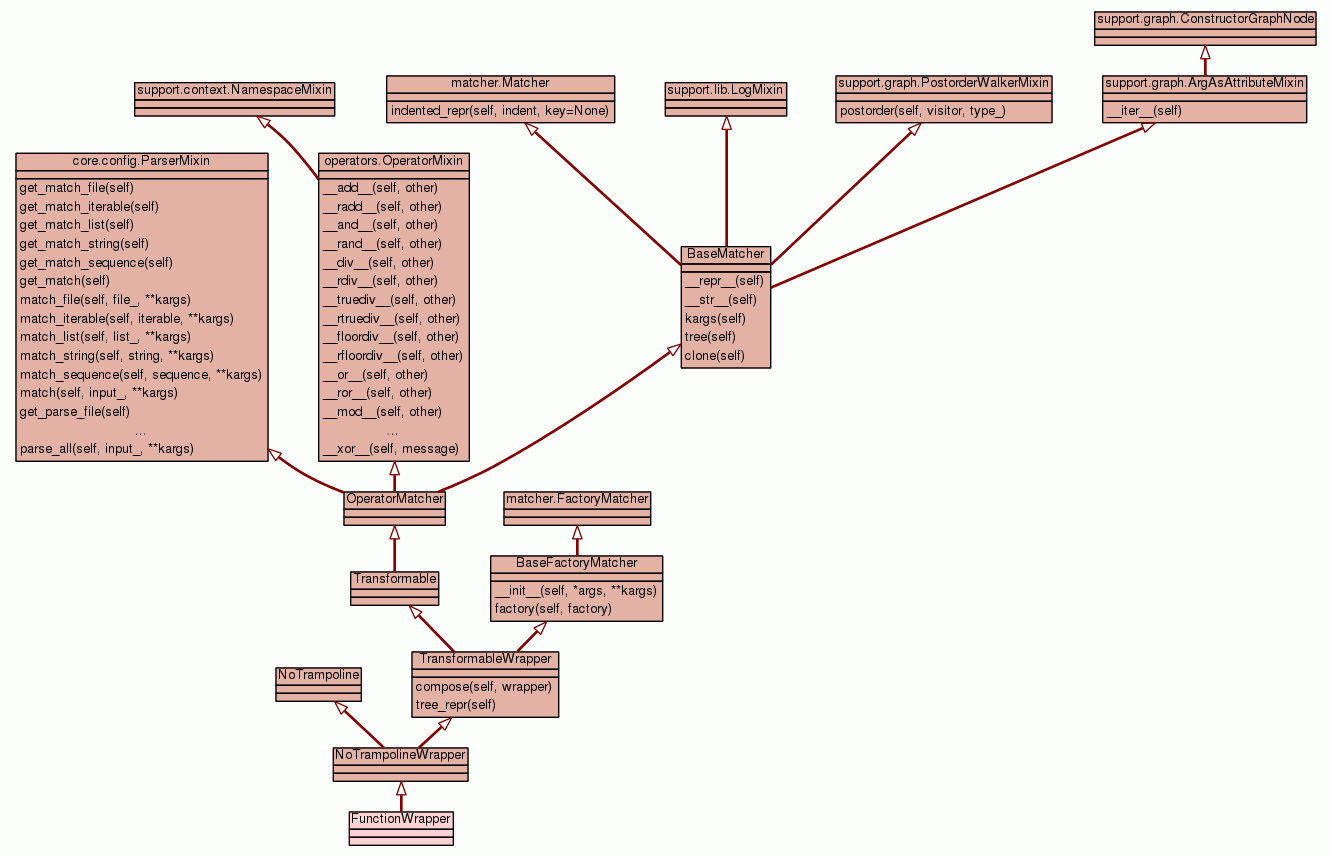 support.graph.ConstructorGraphNode
support.context.NamespaceMixin
matcher.Matcher
indented_repr(self, indent, key=None)
support.lib.LogMixin
support.graph.PostorderWalkerMixin
postorder(self, visitor, type_)
support.graph.ArgAsAttributeMixin
__iter__(self)
core.config.ParserMixin
get_match_file(self)
get_match_iterable(self)
get_match_list(self)
get_match_string(self)
get_match_sequence(self)
get_match(self)
match_file(self, file_, **kargs)
match_iterable(self, iterable, **kargs)
match_list(self, list_, **kargs)
match_string(self, string, **kargs)
match_sequence(self, sequence, **kargs)
match(self, input_, **kargs)
get_parse_file(self)
...
parse_all(self, input_, **kargs)
operators.OperatorMixin
__add__(self, other)
__radd__(self, other)
__and__(self, other)
__rand__(self, other)
__div__(self, other)
__rdiv__(self, other)
__truediv__(self, other)
__rtruediv__(self, other)
__floordiv__(self, other)
__rfloordiv__(self, other)
__or__(self, other)
__ror__(self, other)
__mod__(self, other)
...
__xor__(self, message)
BaseMatcher
__repr__(self)
__str__(self)
kargs(self)
tree(self)
clone(self)
OperatorMatcher
matcher.FactoryMatcher
Transformable
BaseFactoryMatcher
__init__(self, *args, **kargs)
factory(self, factory)
TransformableWrapper
compose(self, wrapper)
tree_repr(self)
NoTrampoline
NoTrampolineWrapper
FunctionWrapper